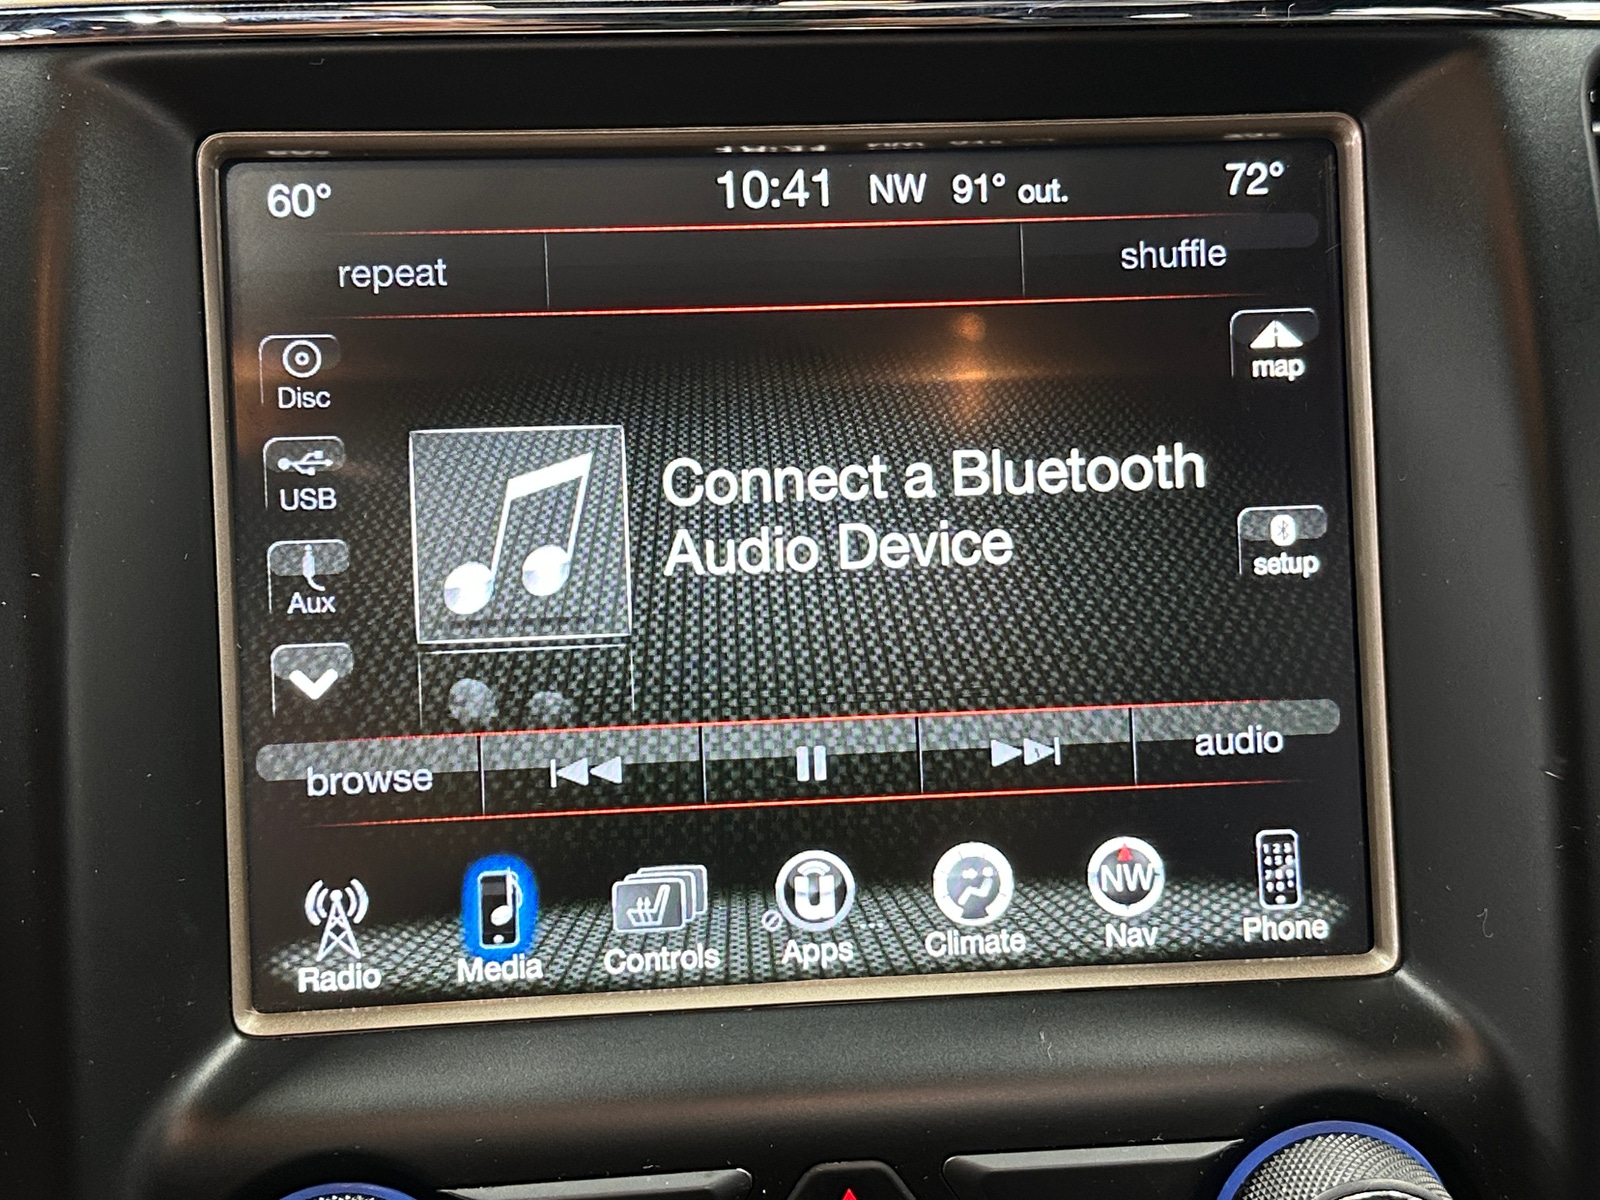 60° 10:41 NW 91° out. 72°
repeat shuffle
Disc
map
USB
Connect a Bluetooth
Audio Device
setup
Aux
browse audio
NW
Radio Media Controls Apps Climate Nav Phone